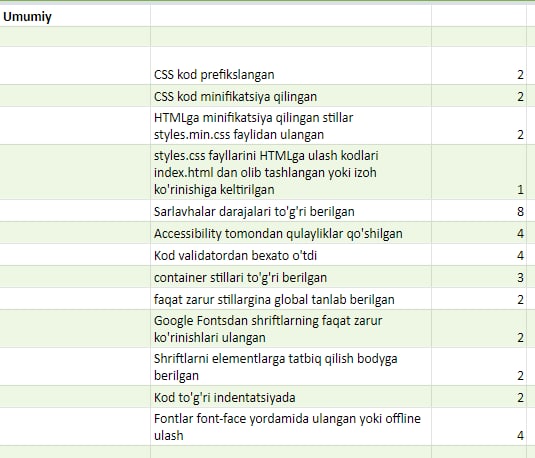 Umumiy
CSS kod prefikslangan 2
CSS kod minifikatsiya qilingan 2
HTMLga minifikatsiya qilingan stillar
styles.min.css faylidan ulangan 2
styles.css fayllarini HTMLga ulash kodlari
index.html dan olib tashlangan yoki izoh
ko'rinishiga keltirilgan 1
Sarlavhalar darajalari to'g'ri berilgan 8
Accessibility tomondan qulayliklar qo'shilgan 4
Kod validatordan bexato o'tdi 4
container stillari to'g'ri berilgan 3
faqat zarur stillargina global tanlab berilgan 2
Google Fontsdan shriftlarning faqat zarur
ko'rinishlari ulangan 2
Shriftlarni elementlarga tatbiq qilish bodyga
berilgan 2
Kod to'g'ri indentatsiyada 2
Fontlar font-face yordamida ulangan yoki offline
ulash 4